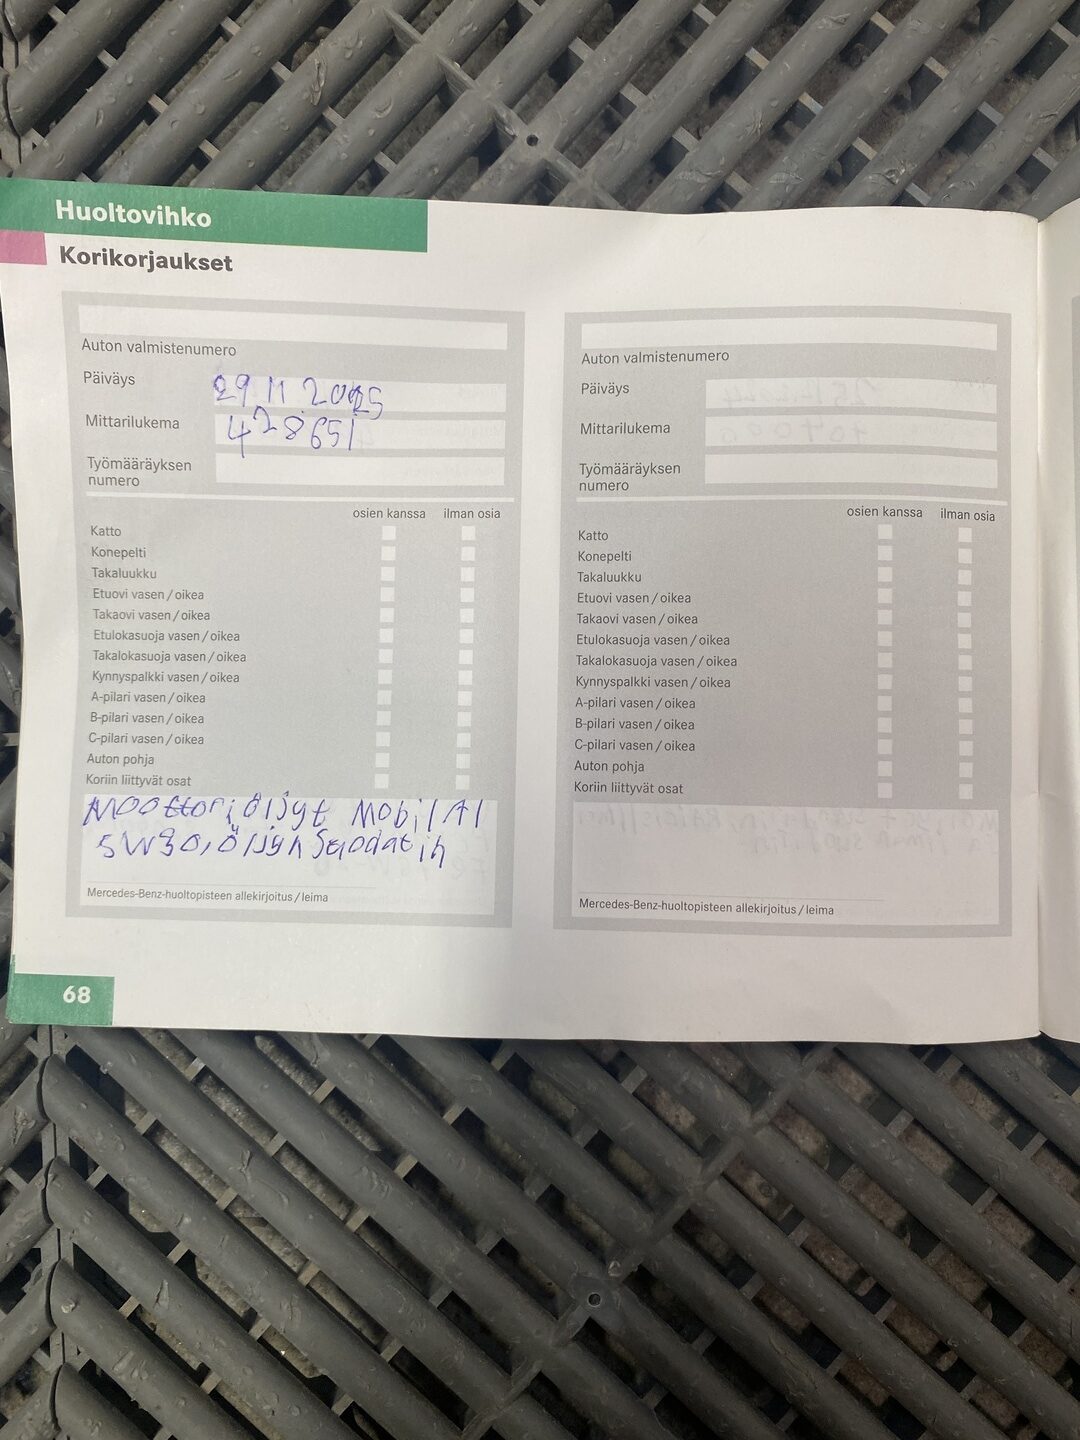 Huoltovihko
Korikorjaukset
Auton valmistenumero
Päiväys 29 11 2025
Mittarilukema 428651
Työmääräyksen
numero
osien kanssa ilman osia
Katto
Konepelti
Takaluukku
Etuovi vasen / oikea
Takaovi vasen / oikea
Etulokasuoja vasen / oikea
Takalokasuoja vasen / oikea
Kynnyspalkki vasen / oikea
A-pilari vasen / oikea
B-pilari vasen / oikea
C-pilari vasen / oikea
Auton pohja
Koriin liittyvät osat
Moottoriöljyt Mobil A1
5W30, öljyn Suodatin
Mercedes-Benz-huoltopisteen allekirjoitus / leima
68
Auton valmistenumero
Päiväys
Mittarilukema
Työmääräyksen
numero
osien kanssa ilman osia
Katto
Konepelti
Takaluukku
Etuovi vasen / oikea
Takaovi vasen / oikea
Etulokasuoja vasen / oikea
Takalokasuoja vasen / oikea
Kynnyspalkki vasen / oikea
A-pilari vasen / oikea
B-pilari vasen / oikea
C-pilari vasen / oikea
Auton pohja
Koriin liittyvät osat
Mercedes-Benz-huoltopisteen allekirjoitus / leima